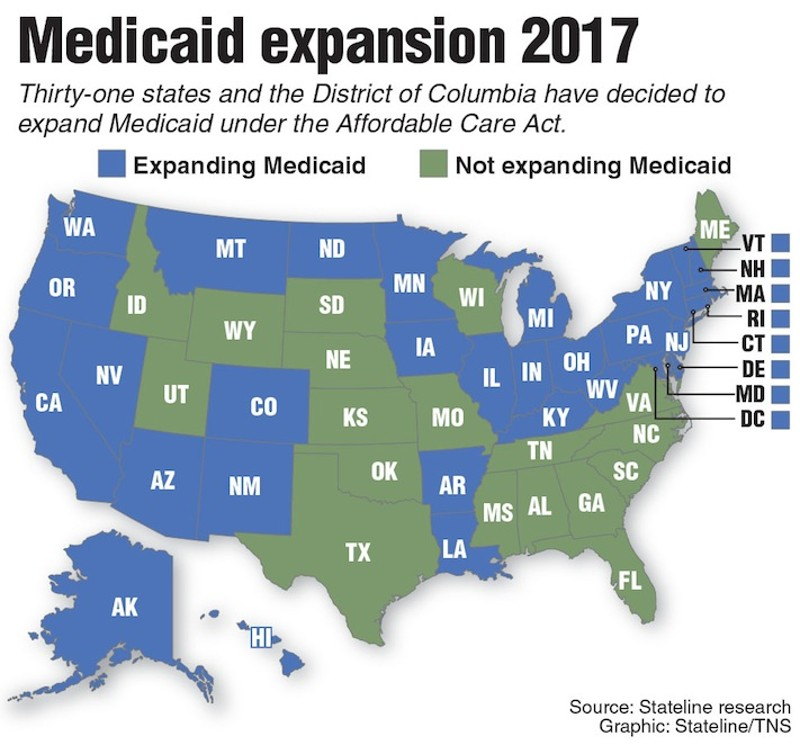 Medicaid expansion 2017
Thirty-one states and the District of Columbia have decided to
expand Medicaid under the Affordable Care Act.
Expanding Medicaid
Not expanding Medicaid
WA
MT
ND
MN
ME
VT
NH
MA
RI
CT
DE
MD
DC
OR
ID
SD
WI
NY
MI
WY
IA
PA
NJ
NV
NE
IL
IN
OH
UT
CO
WV
VA
CA
KS
MO
KY
NC
TN
AZ
NM
OK
AR
SC
MS
AL
GA
TX
LA
FL
AK
HI
Source: Stateline research
Graphic: Stateline/TNS